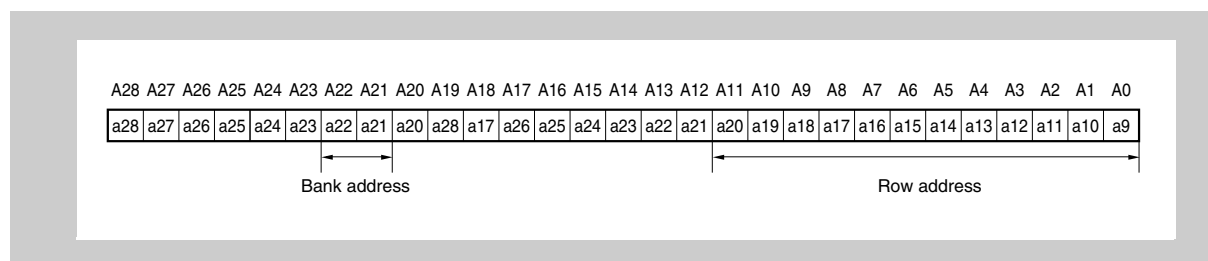 A28 A27 A26 A25 A24 A23 A22 A21 A20 A19 A18 A17 A16 A15 A14 A13 A12 A11 A10 A9 A8 A7 A6 A5 A4 A3 A2 A1 A0
a28 a27 a26 a25 a24 a23 a22 a21 a20 a28 a17 a26 a25 a24 a23 a22 a21 a20 a19 a18 a17 a16 a15 a14 a13 a12 a11 a10 a9
Bank address Row address